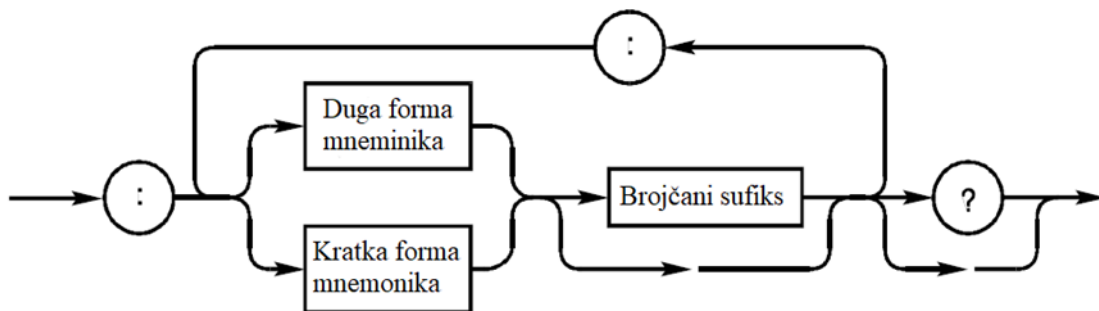 :
Duga forma
mneminika
:
Brojčani sufiks
?
Kratka forma
mnemonika